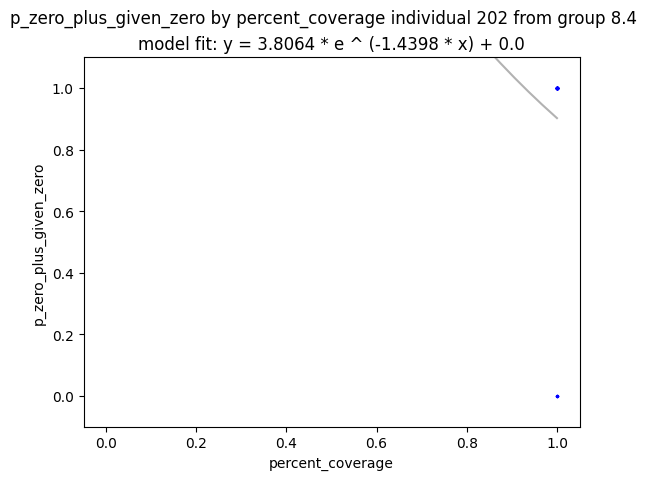 p_zero_plus_given_zero by percent_coverage individual 202 from group 8.4
model fit: y = 3.8064 * e ^ (-1.4398 * x) + 0.0
1.0
0.8
0.6
0.4
0.2
0.0
p_zero_plus_given_zero
0.0 0.2 0.4 0.6 0.8 1.0
percent_coverage